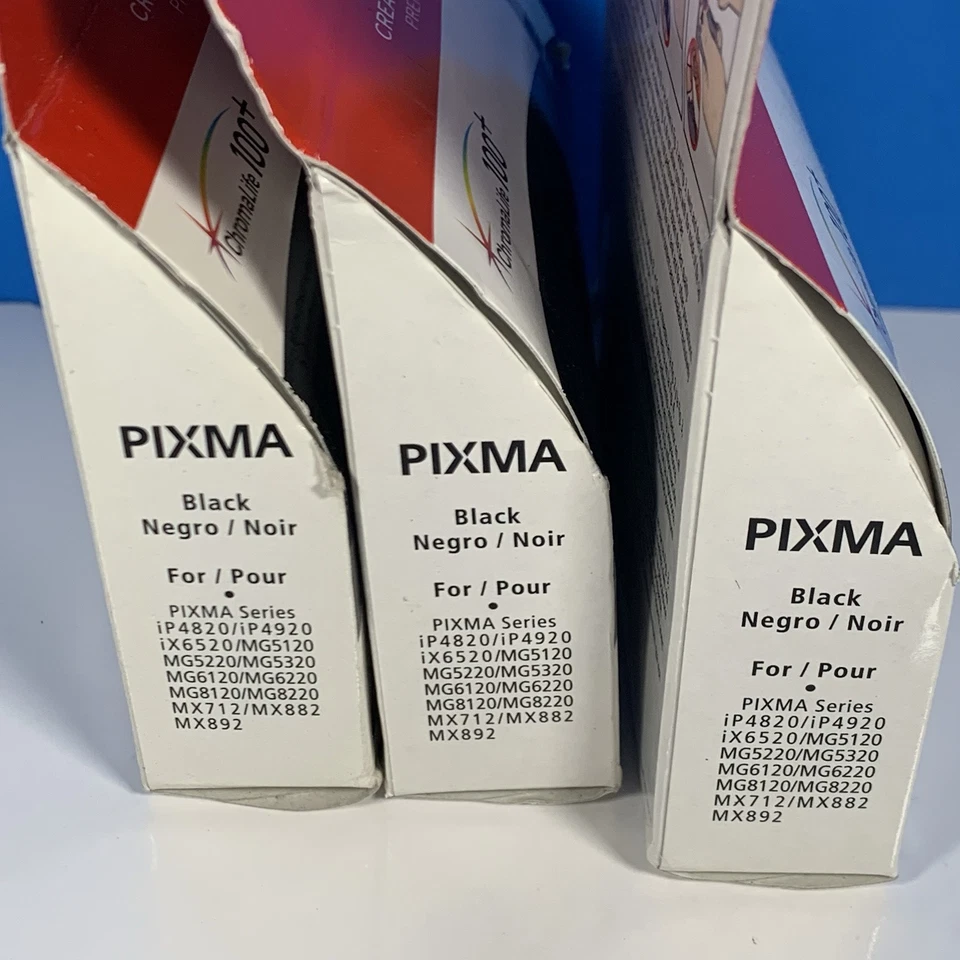 ChromaLife 100+
PIXMA
Black
Negro / Noir
For / Pour
•
PIXMA Series
iP4820/iP4920
iX6520/MG5120
MG5220/MG5320
MG6120/MG6220
MG8120/MG8220
MX712/MX882
MX892
ChromaLife 100+
PIXMA
Black
Negro / Noir
For / Pour
•
PIXMA Series
iP4820/iP4920
iX6520/MG5120
MG5220/MG5320
MG6120/MG6220
MG8120/MG8220
MX712/MX882
MX892
PIXMA
Black
Negro / Noir
For / Pour
•
PIXMA Series
iP4820/iP4920
iX6520/MG5120
MG5220/MG5320
MG6120/MG6220
MG8120/MG8220
MX712/MX882
MX892